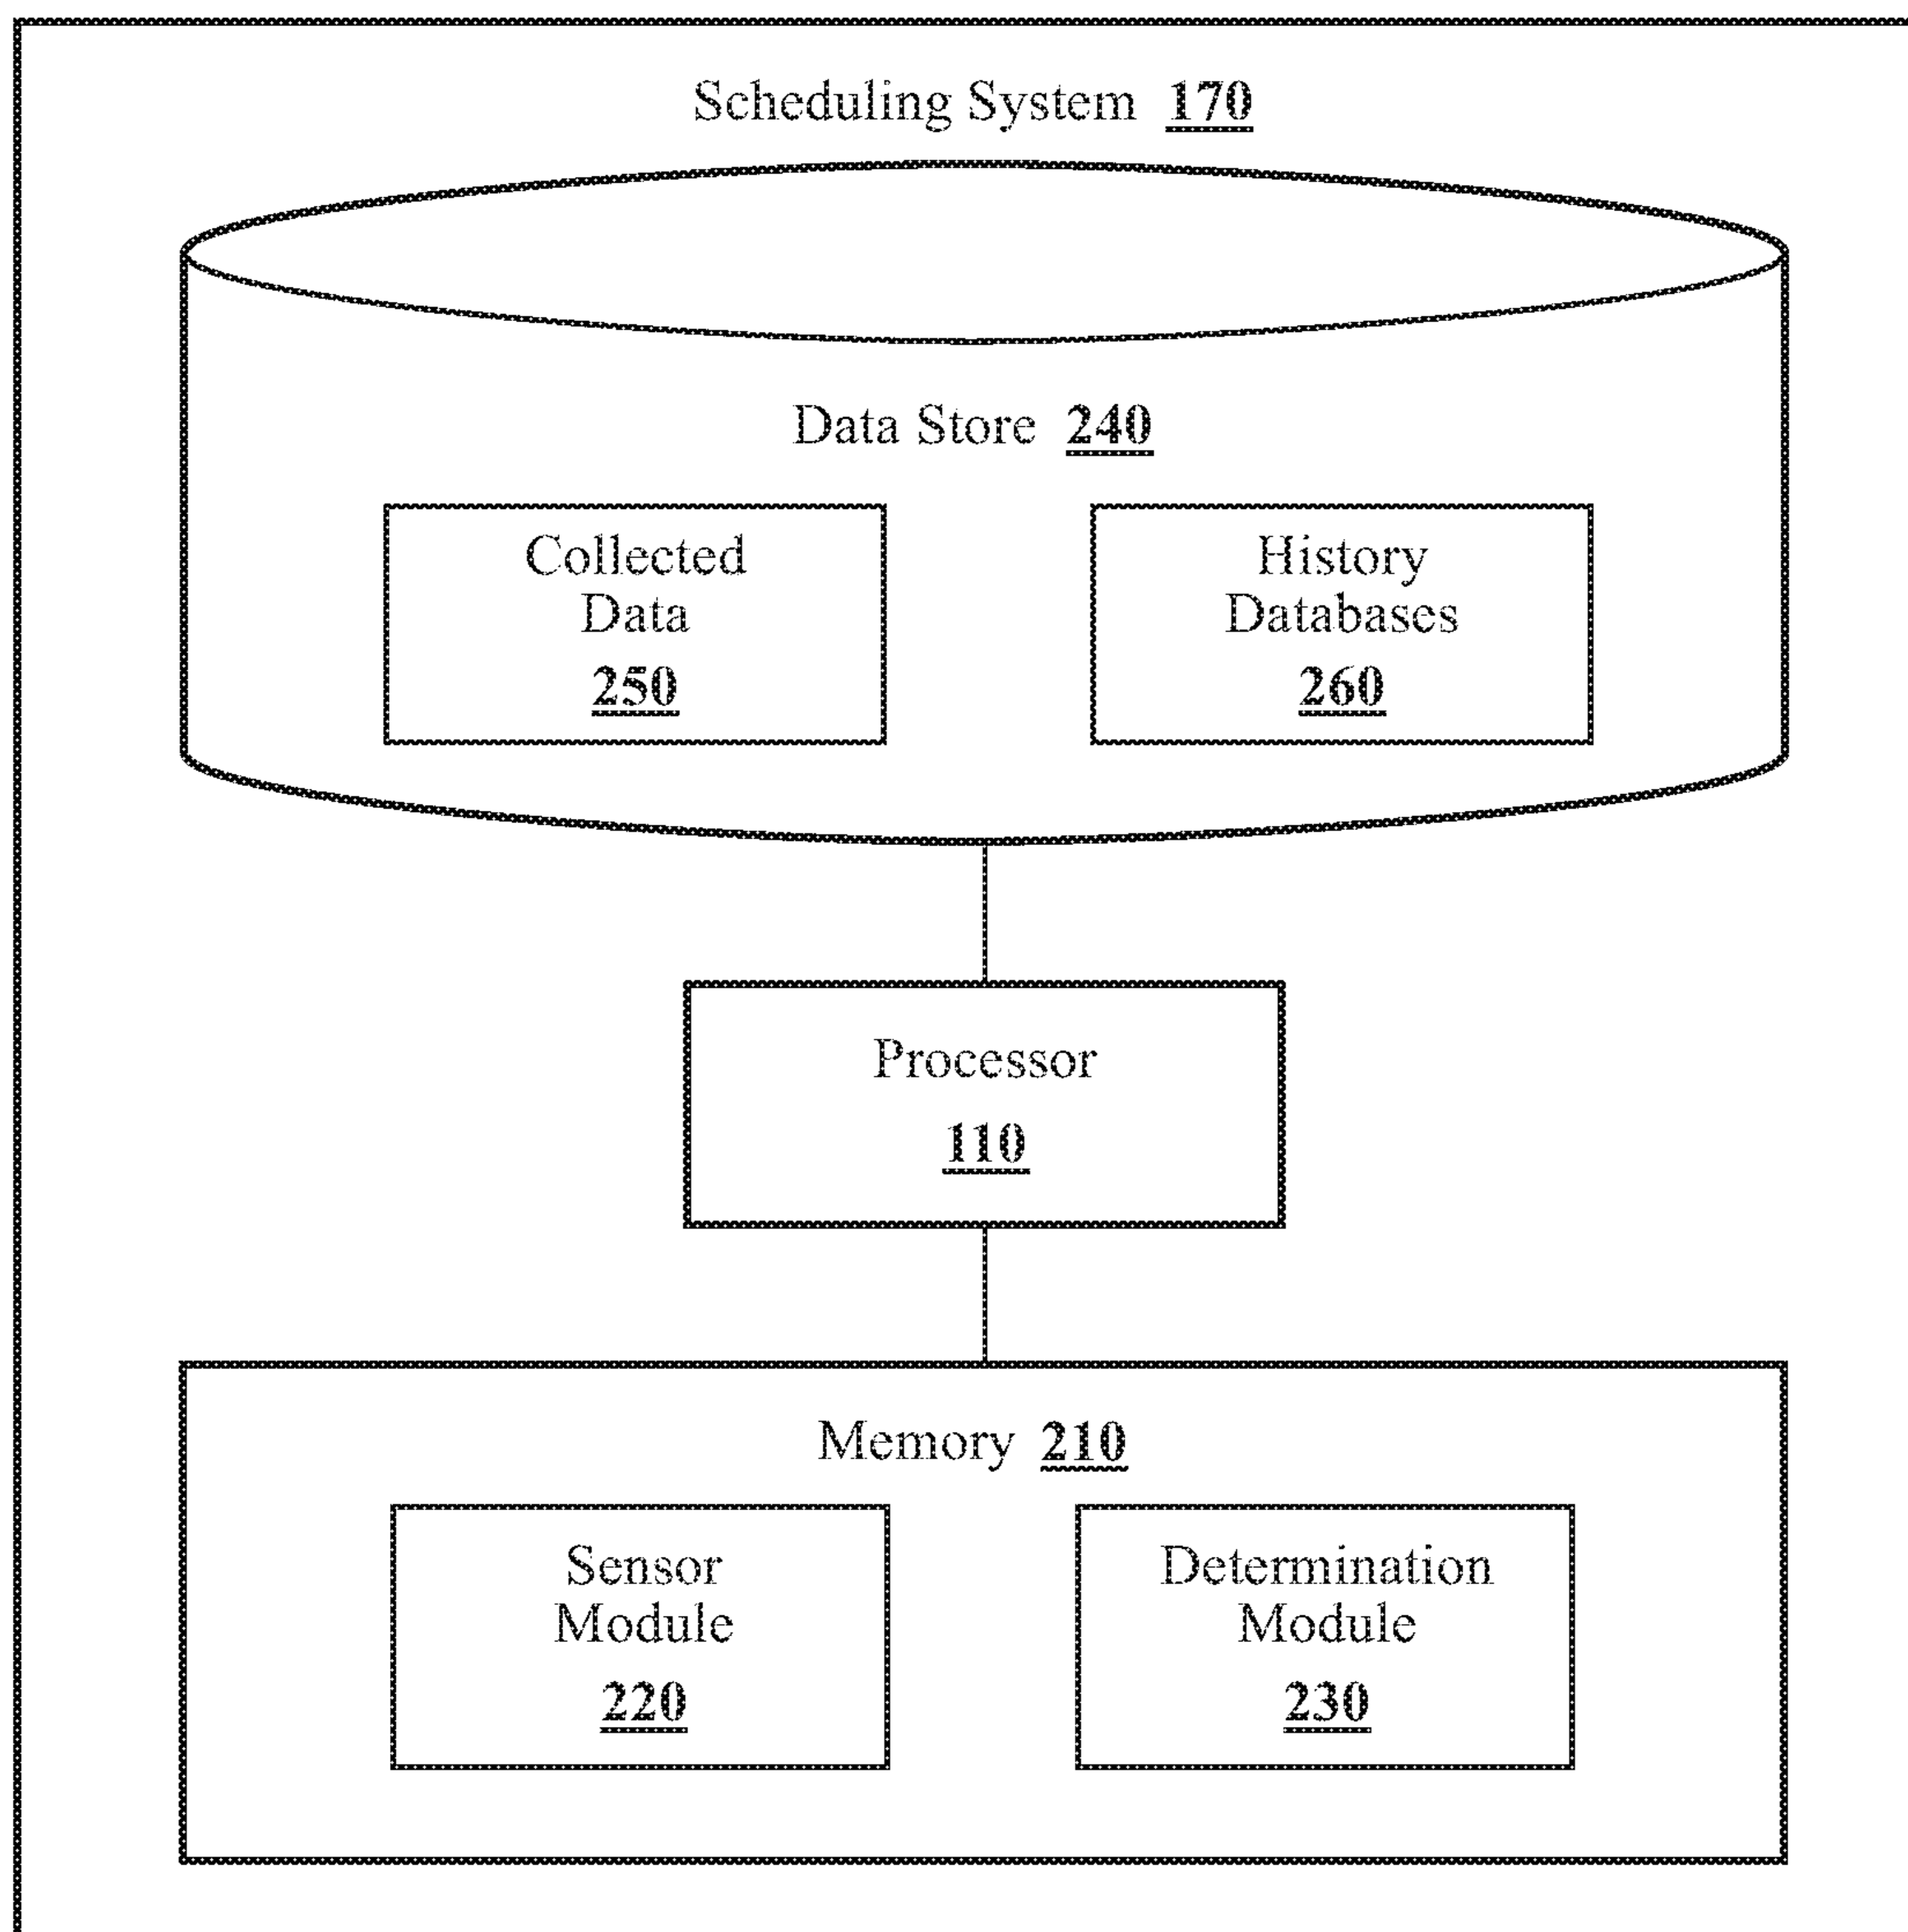 Scheduling System 170
Data Store 240
Collected
Data
250
History
Databases
260
Processor
110
Memory 210
Sensor
Module
220
Determination
Module
230